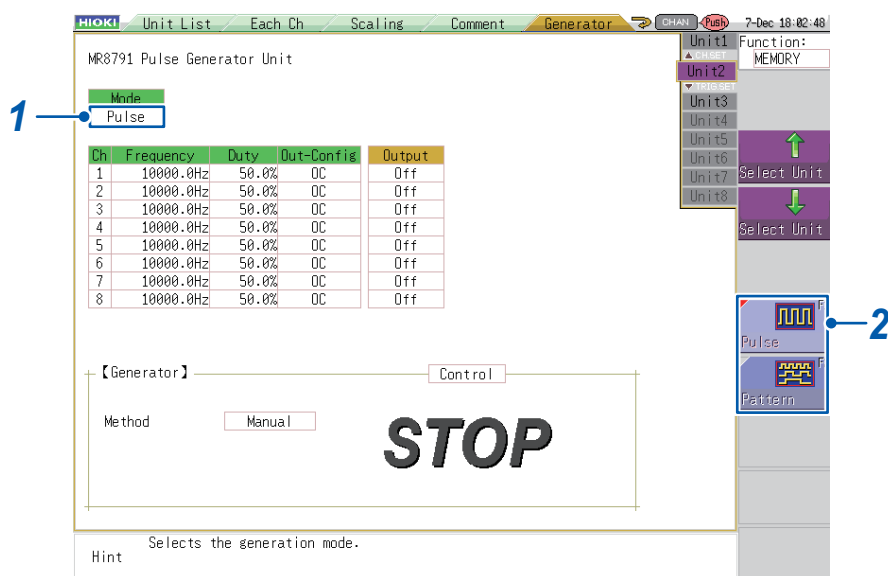 HIOKI Unit List Each Ch Scaling Comment Generator CHAN Push 7-Dec 18:02:48
Unit1
▲ CH.SET
Unit2
▼ TRIG.SET
Unit3
Unit4
Unit5
Unit6
Unit7
Unit8
Function:
MEMORY
MR8791 Pulse Generator Unit
Mode
1
Pulse
Ch Frequency Duty Out-Config Output
1 10000.0Hz 50.0% OC Off
2 10000.0Hz 50.0% OC Off
3 10000.0Hz 50.0% OC Off
4 10000.0Hz 50.0% OC Off
5 10000.0Hz 50.0% OC Off
6 10000.0Hz 50.0% OC Off
7 10000.0Hz 50.0% OC Off
8 10000.0Hz 50.0% OC Off
Select Unit
Select Unit
F
Pulse
2
F
Pattern
【Generator】 Control
Method Manual
STOP
Hint Selects the generation mode.